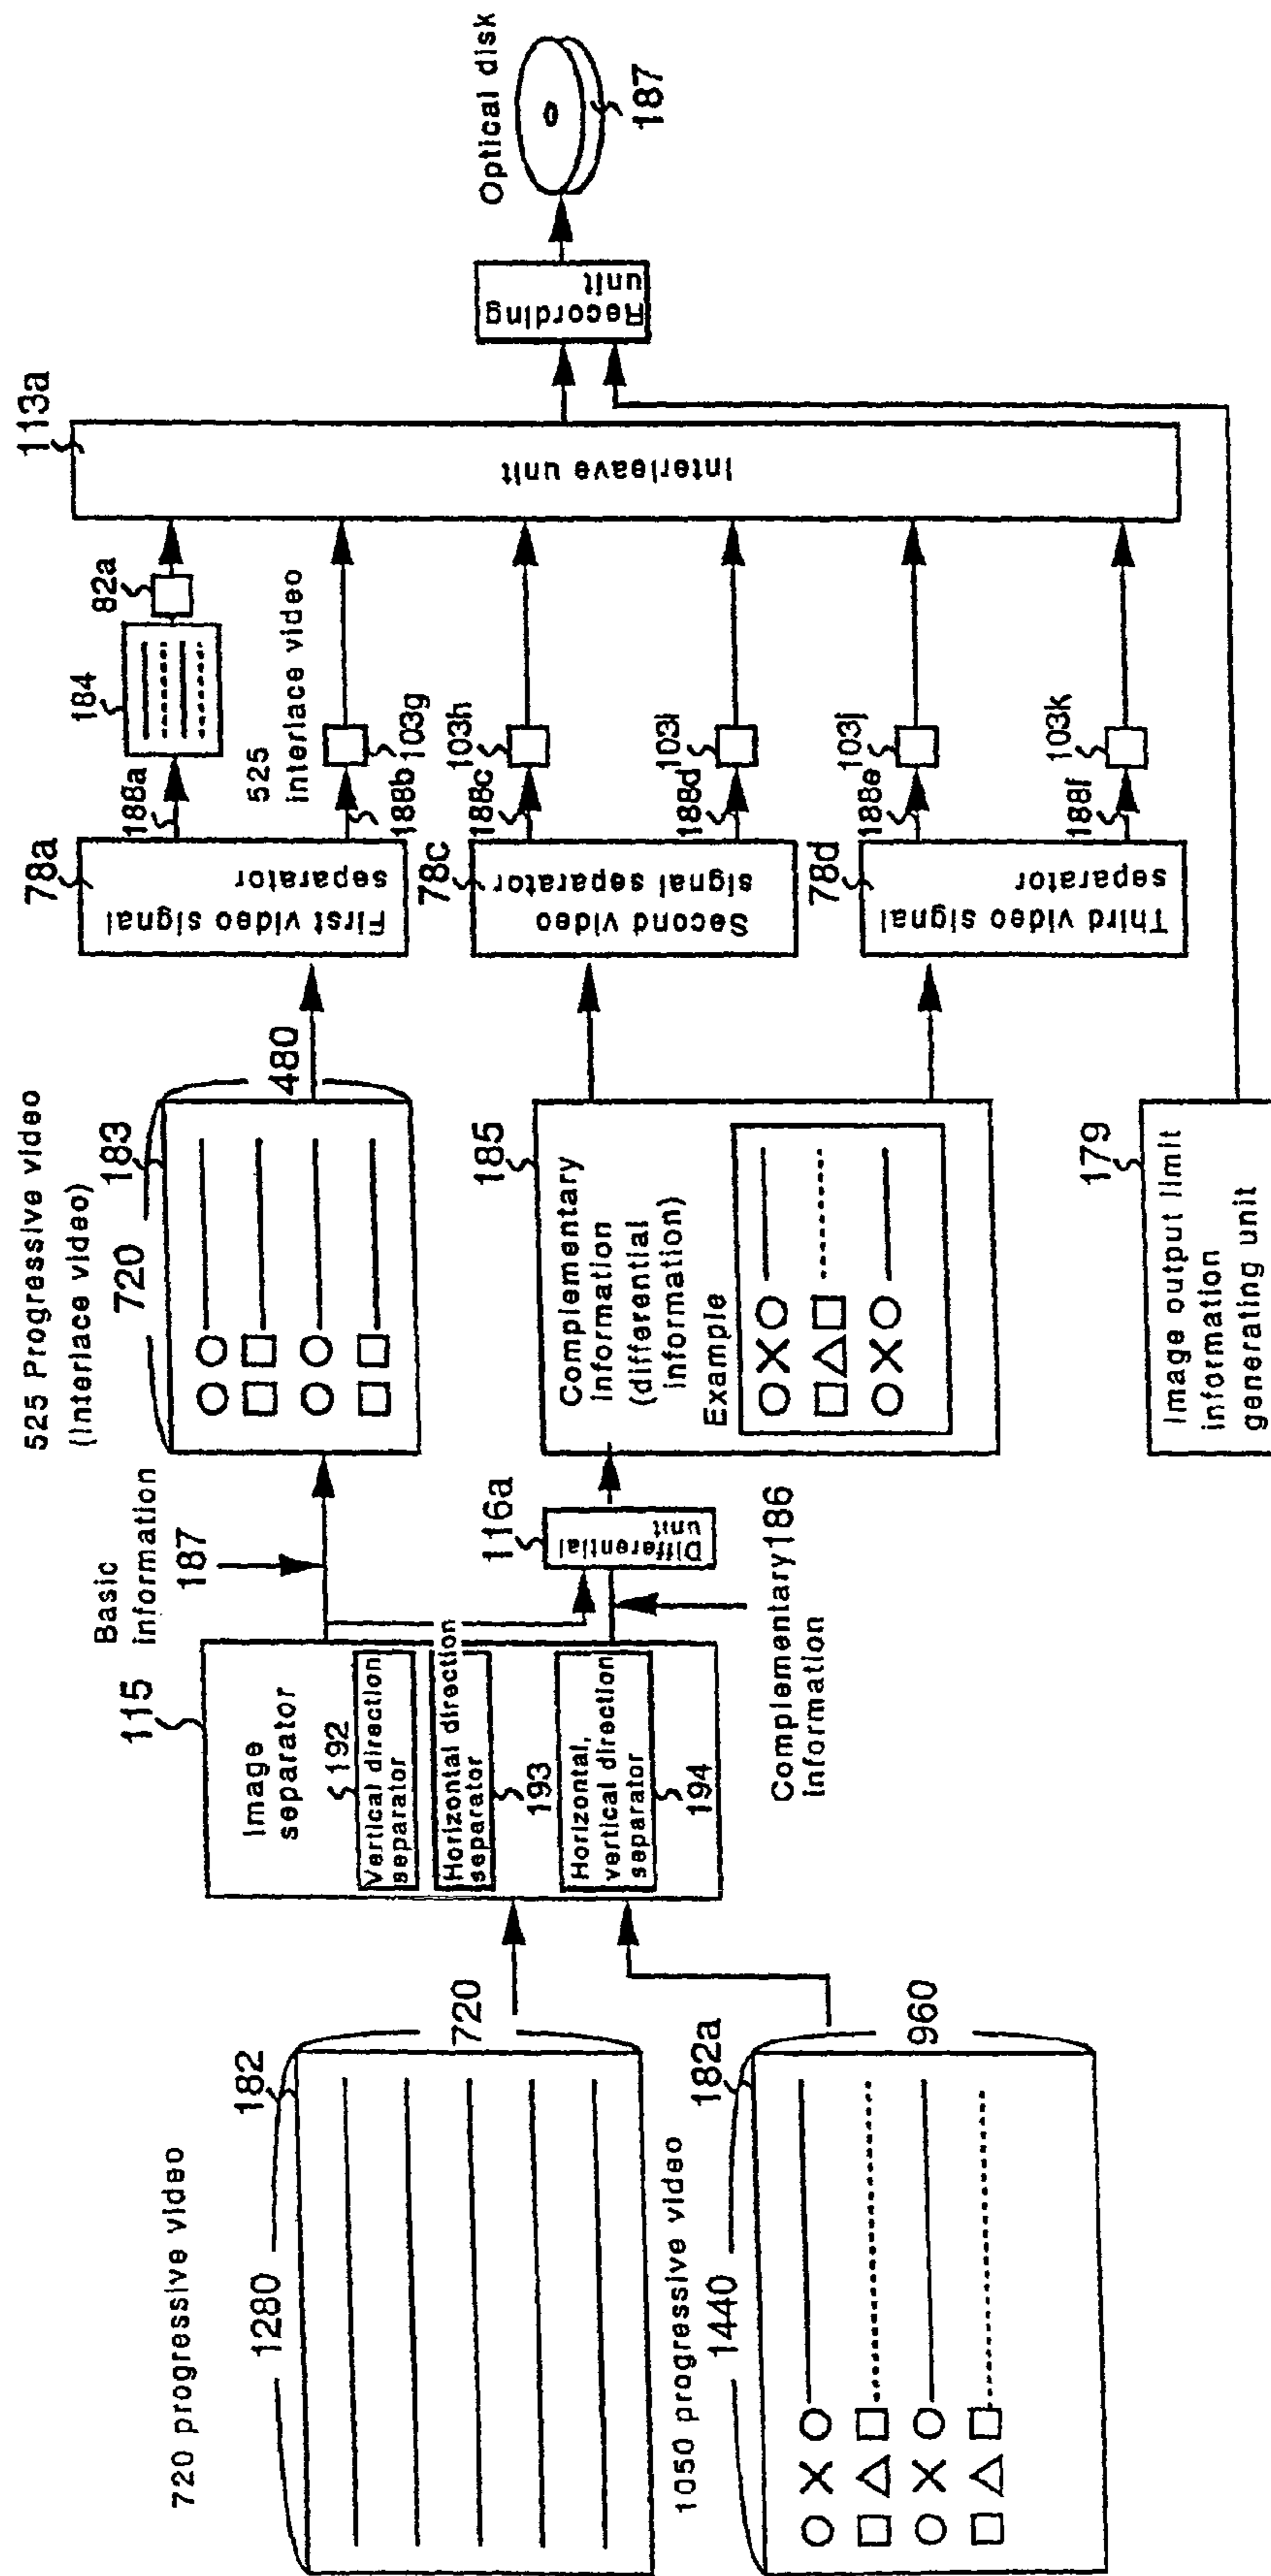 720 progressive video
1280
182
720
1050 progressive video
1440
182a
960
115
Image
separator
192
Vertical direction
separator
Horizontal direction
separator
193
Horizontal,
vertical direction
separator
194
Basic
information
187
116a
Differential
unit
Complementary186
information
525 Progressive video
(Interlace video)
720
183
480
185
Complementary
information
(differential
information)
Example
179
Image output limit
information
generating unit
78a
First video signal
separator
78c
Second video
signal separator
78d
Third video signal
separator
188a
184
82a
525
interlace video
188b
103g
188c
103h
188d
103i
188e
103j
188f
103k
113a
Interleave unit
Recording
unit
Optical disk
187